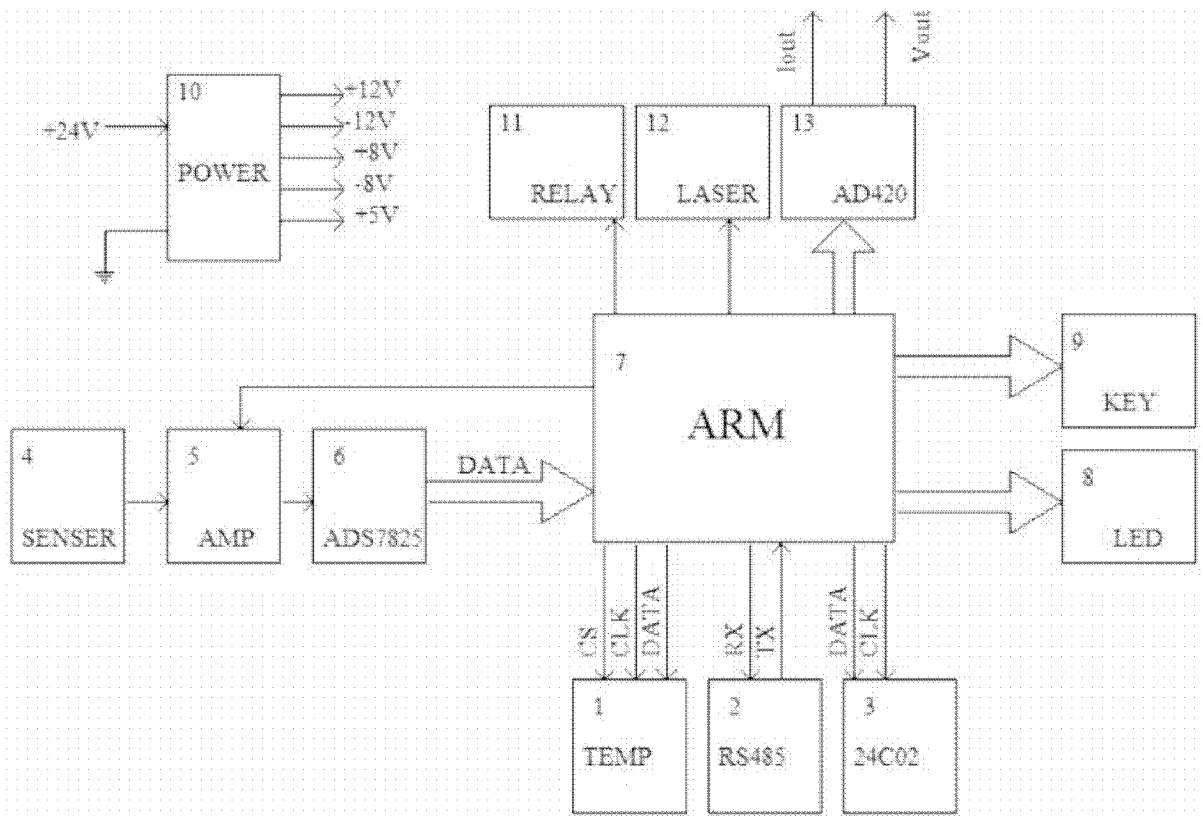 Iout
Vout
10
+24V
POWER
+12V
-12V
+8V
-8V
+5V
11
RELAY
12
LASER
13
AD420
7
ARM
9
KEY
8
LED
4
SENSER
5
AMP
6
ADS7825
DATA
CS
CLK
DATA
RX
TX
DATA
CLK
1
TEMP
2
RS485
3
24C02